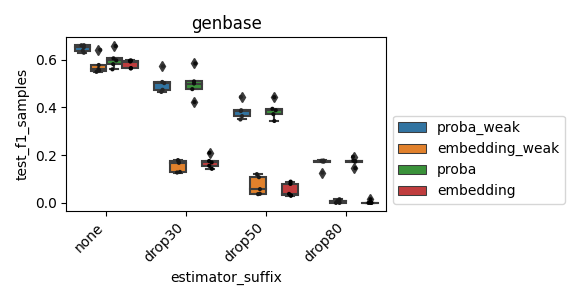 genbase
test_f1_samples
0.6
0.4
0.2
0.0
none
drop30
drop50
drop80
estimator_suffix
proba_weak
embedding_weak
proba
embedding